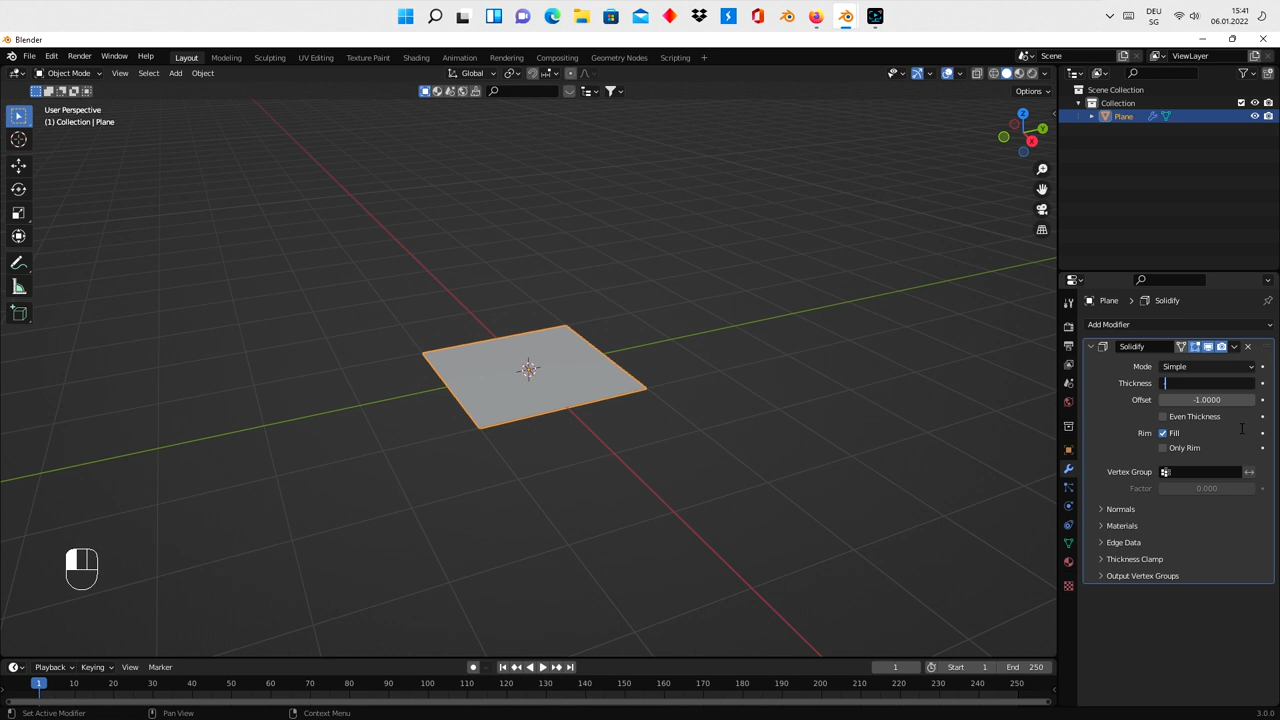 DEU
SG
15:41
06.01.2022
Blender
File Edit Render Window Help
Layout Modeling Sculpting UV Editing Texture Paint Shading Animation Rendering Compositing Geometry Nodes Scripting
Scene
ViewLayer
Object Mode View Select Add Object
Global
Options
User Perspective
(1) Collection | Plane
Z
Y
X
Scene Collection
Collection
Plane
Plane > Solidify
Add Modifier
Solidify
Mode Simple
Thickness
Offset -1.0000
Even Thickness
Rim Fill
Only Rim
Vertex Group
Factor 0.000
Normals
Materials
Edge Data
Thickness Clamp
Output Vertex Groups
Playback Keying View Marker
1
Start 1
End 250
1 10 20 30 40 50 60 70 80 90 100 110 120 130 140 150 160 170 180 190 200 210 220 230 240 250
Set Active Modifier
Pan View
Context Menu
3.0.0